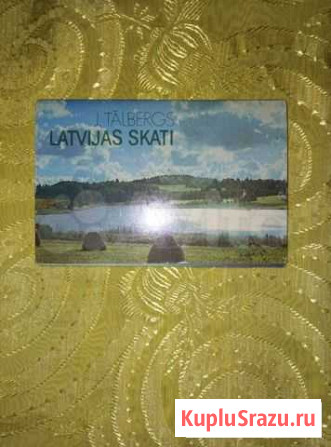 J. TĀLBERGS
LATVIJAS SKATI
KupluSrazu.ru